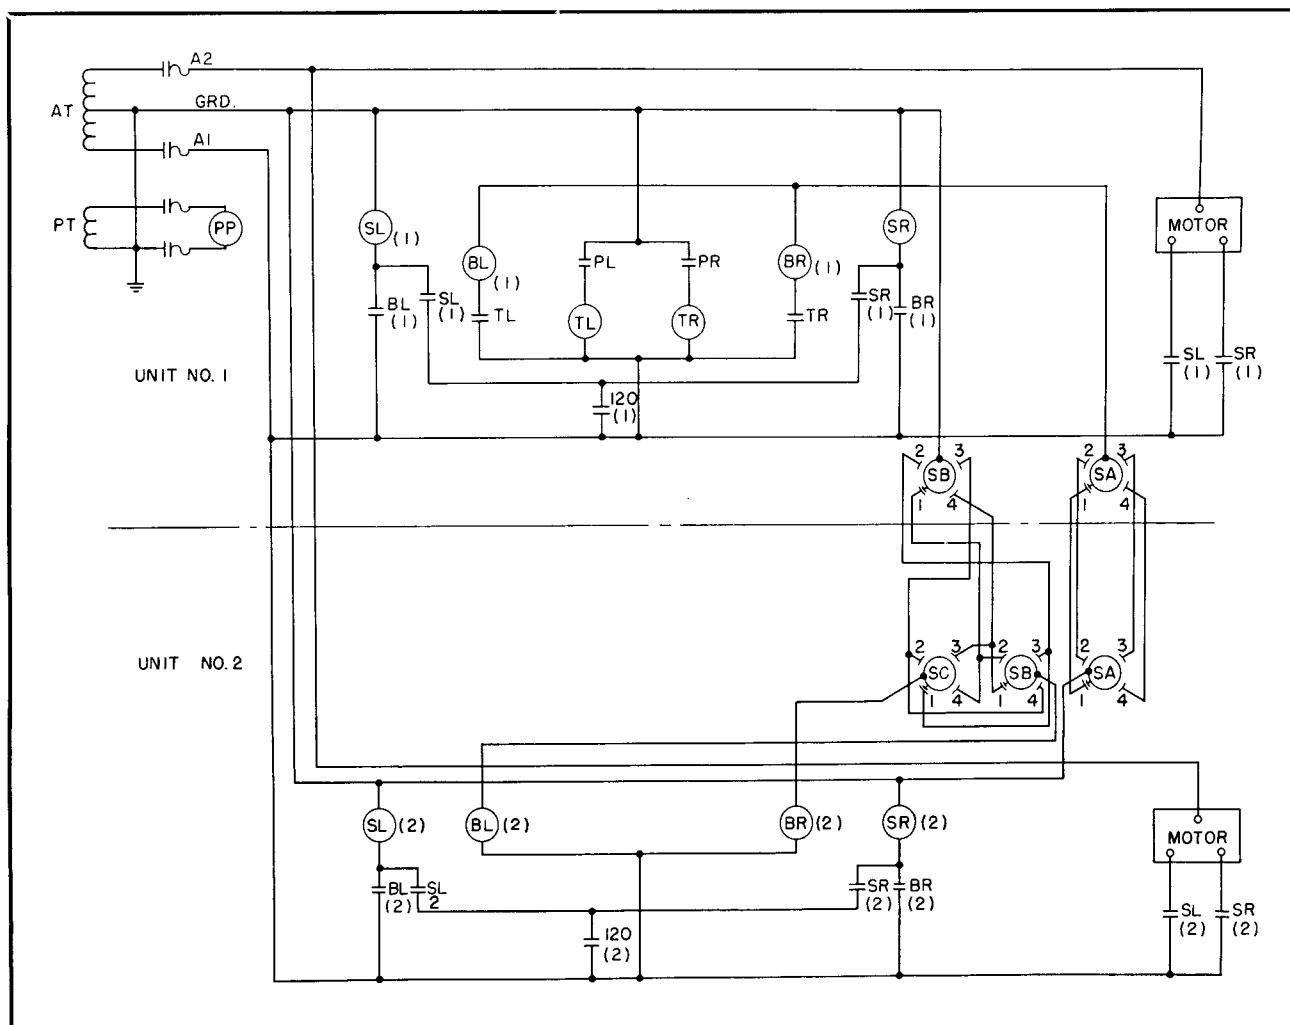 A2
AT
GRD.
A1
PT
PP
MOTOR
SL
(1)
SR
BL
(1)
PL
PR
BR
(1)
BL
(1)
SL
(1)
TL
TL
TR
TR
SR
(1)
BR
(1)
SL
(1)
SR
(1)
UNIT NO. 1
120
(1)
2 3
SB
1 4
2 3
SA
1 4
UNIT NO. 2
2 3
SC
1 4
2 3
SB
1 4
2 3
SA
1 4
SL (2)
BL (2)
BR (2)
SR (2)
MOTOR
BL
(2)
SL
2
SR
(2)
BR
(2)
120
(2)
SL
(2)
SR
(2)